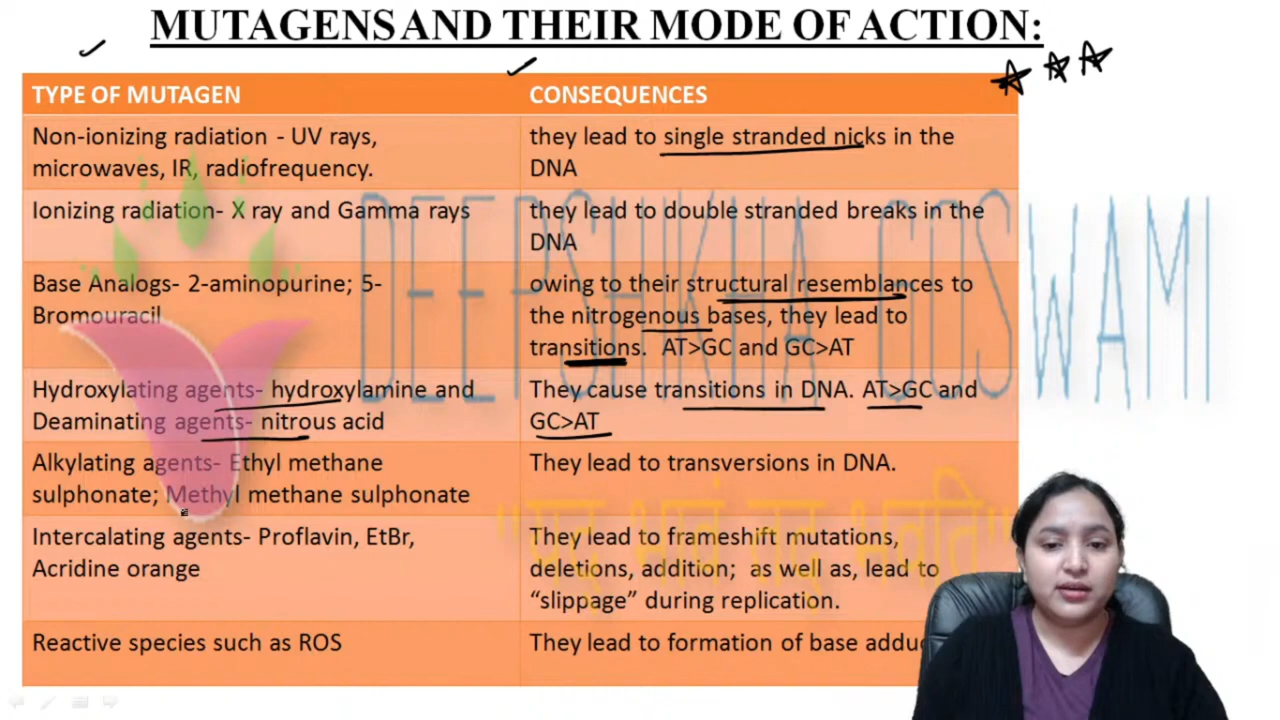 MUTAGENS AND THEIR MODE OF ACTION:
TYPE OF MUTAGEN
CONSEQUENCES
Non-ionizing radiation - UV rays,
microwaves, IR, radiofrequency.
they lead to single stranded nicks in the
DNA
Ionizing radiation- X ray and Gamma rays
they lead to double stranded breaks in the
DNA
Base Analogs- 2-aminopurine; 5-
Bromouracil
owing to their structural resemblances to
the nitrogenous bases, they lead to
transitions. AT>GC and GC>AT
Hydroxylating agents- hydroxylamine and
Deaminating agents- nitrous acid
They cause transitions in DNA. AT>GC and
GC>AT
Alkylating agents- Ethyl methane
sulphonate; Methyl methane sulphonate
They lead to transversions in DNA.
Intercalating agents- Proflavin, EtBr,
Acridine orange
They lead to frameshift mutations,
deletions, addition; as well as, lead to
"slippage" during replication.
Reactive species such as ROS
They lead to formation of base
DEEPSHIKHA GOSWAMI
"यद् भावं तद् भवति"